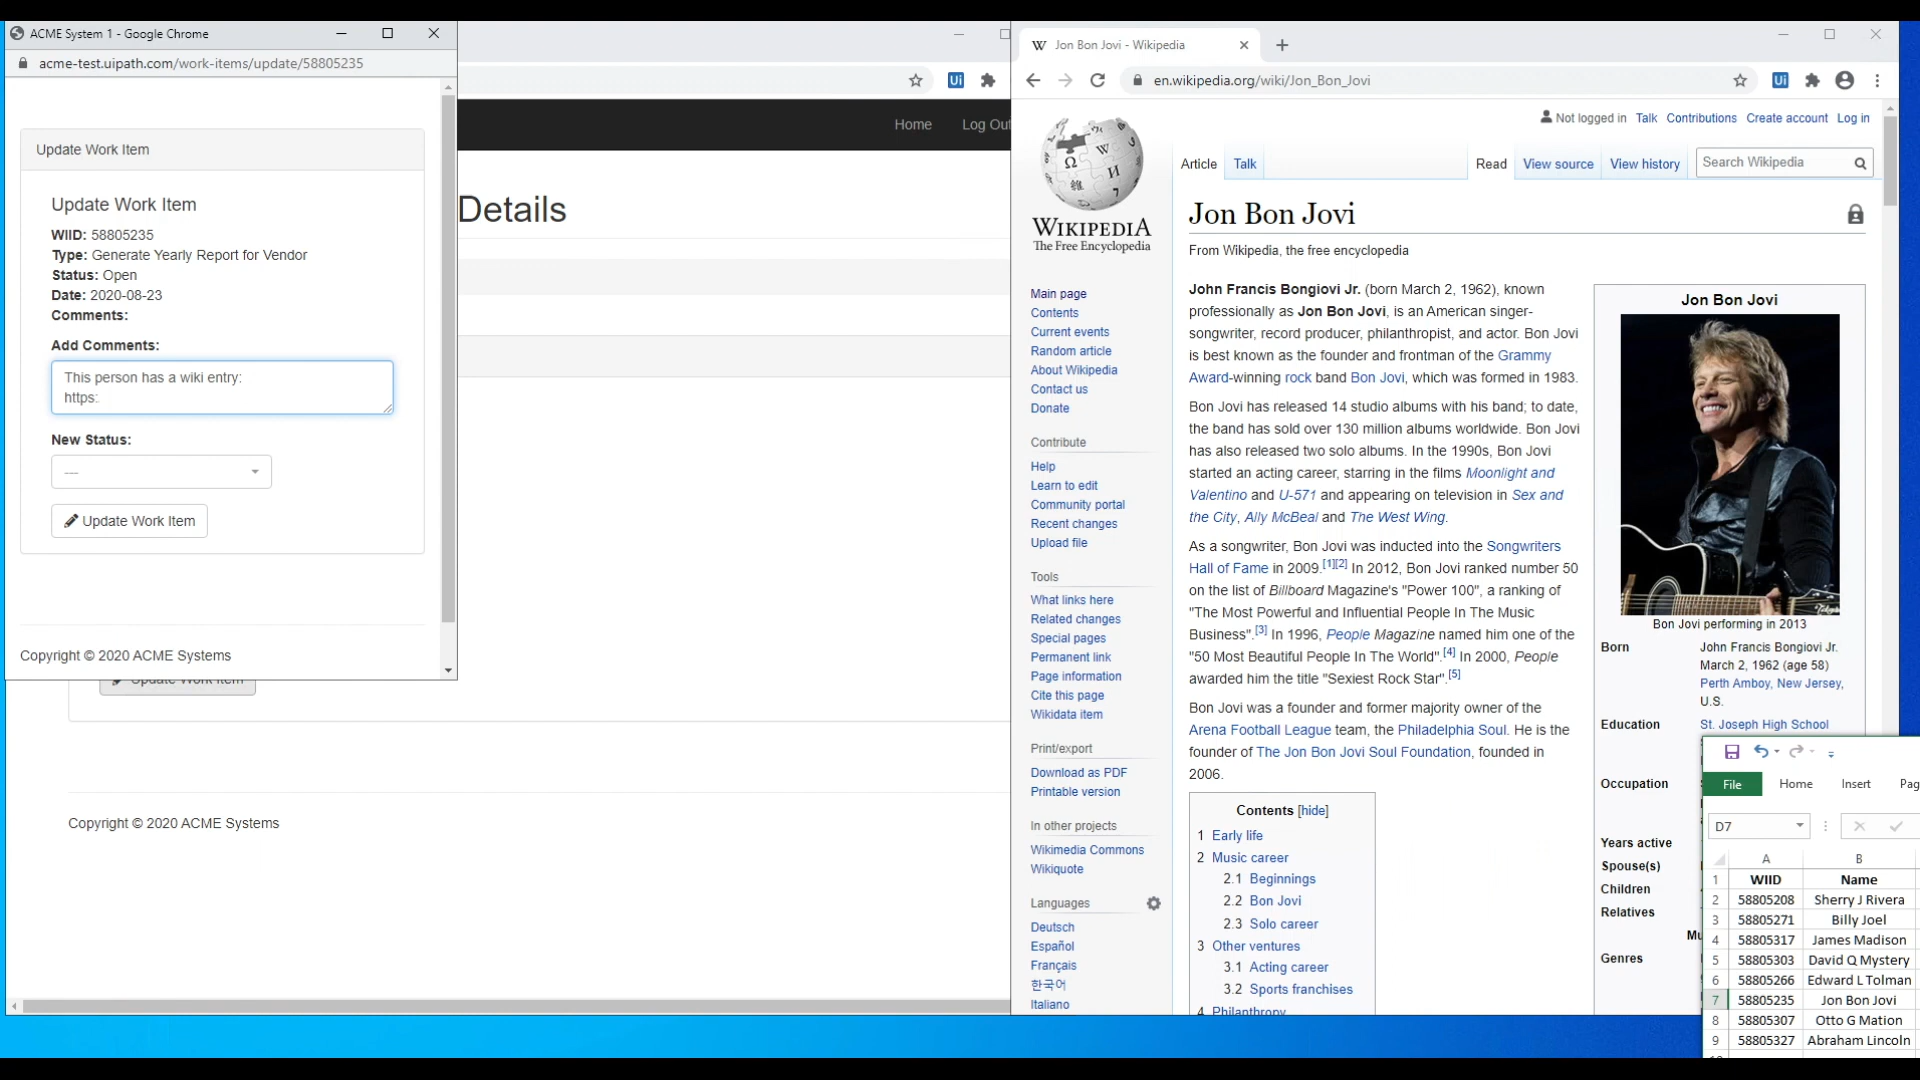 ACME System 1 - Google Chrome
acme-test.uipath.com/work-items/update/58805235
Update Work Item
Update Work Item
WIID: 58805235
Type: Generate Yearly Report for Vendor
Status: Open
Date: 2020-08-23
Comments:
Add Comments:
This person has a wiki entry:
https:
New Status:
---
Update Work Item
Copyright © 2020 ACME Systems
Ui
Home
Log Out
Details
Update Work Item
Copyright © 2020 ACME Systems
Jon Bon Jovi - Wikipedia
en.wikipedia.org/wiki/Jon_Bon_Jovi
Ui
Not logged in Talk Contributions Create account Log in
Article Talk
Read View source View history
Search Wikipedia
WIKIPEDIA
The Free Encyclopedia
Main page
Contents
Current events
Random article
About Wikipedia
Contact us
Donate
Contribute
Help
Learn to edit
Community portal
Recent changes
Upload file
Tools
What links here
Related changes
Special pages
Permanent link
Page information
Cite this page
Wikidata item
Print/export
Download as PDF
Printable version
In other projects
Wikimedia Commons
Wikiquote
Languages
Deutsch
Español
Français
한국어
Italiano
Jon Bon Jovi
From Wikipedia, the free encyclopedia
John Francis Bongiovi Jr. (born March 2, 1962), known
professionally as Jon Bon Jovi, is an American singer-
songwriter, record producer, philanthropist, and actor. Bon Jovi
is best known as the founder and frontman of the Grammy
Award-winning rock band Bon Jovi, which was formed in 1983.
Bon Jovi has released 14 studio albums with his band; to date,
the band has sold over 130 million albums worldwide. Bon Jovi
has also released two solo albums. In the 1990s, Bon Jovi
started an acting career, starring in the films Moonlight and
Valentino and U-571 and appearing on television in Sex and
the City, Ally McBeal and The West Wing.
As a songwriter, Bon Jovi was inducted into the Songwriters
Hall of Fame in 2009.[1][2] In 2012, Bon Jovi ranked number 50
on the list of Billboard Magazine's "Power 100", a ranking of
"The Most Powerful and Influential People In The Music
Business".[3] In 1996, People Magazine named him one of the
"50 Most Beautiful People In The World".[4] In 2000, People
awarded him the title "Sexiest Rock Star".[5]
Bon Jovi was a founder and former majority owner of the
Arena Football League team, the Philadelphia Soul. He is the
founder of The Jon Bon Jovi Soul Foundation, founded in
2006.
Contents [hide]
1 Early life
2 Music career
2.1 Beginnings
2.2 Bon Jovi
2.3 Solo career
3 Other ventures
3.1 Acting career
3.2 Sports franchises
4 Philanthropy
Jon Bon Jovi
Bon Jovi performing in 2013
Born
John Francis Bongiovi Jr.
March 2, 1962 (age 58)
Perth Amboy, New Jersey,
U.S.
Education
St. Joseph High School
Occupation
Years active
Spouse(s)
Children
Relatives
Mu
Genres
File Home Insert Pag
D7
A B
1 WIID Name
2 58805208 Sherry J Rivera
3 58805271 Billy Joel
4 58805317 James Madison
5 58805303 David Q Mystery
6 58805266 Edward L Tolman
7 58805235 Jon Bon Jovi
8 58805307 Otto G Mation
9 58805327 Abraham Lincoln